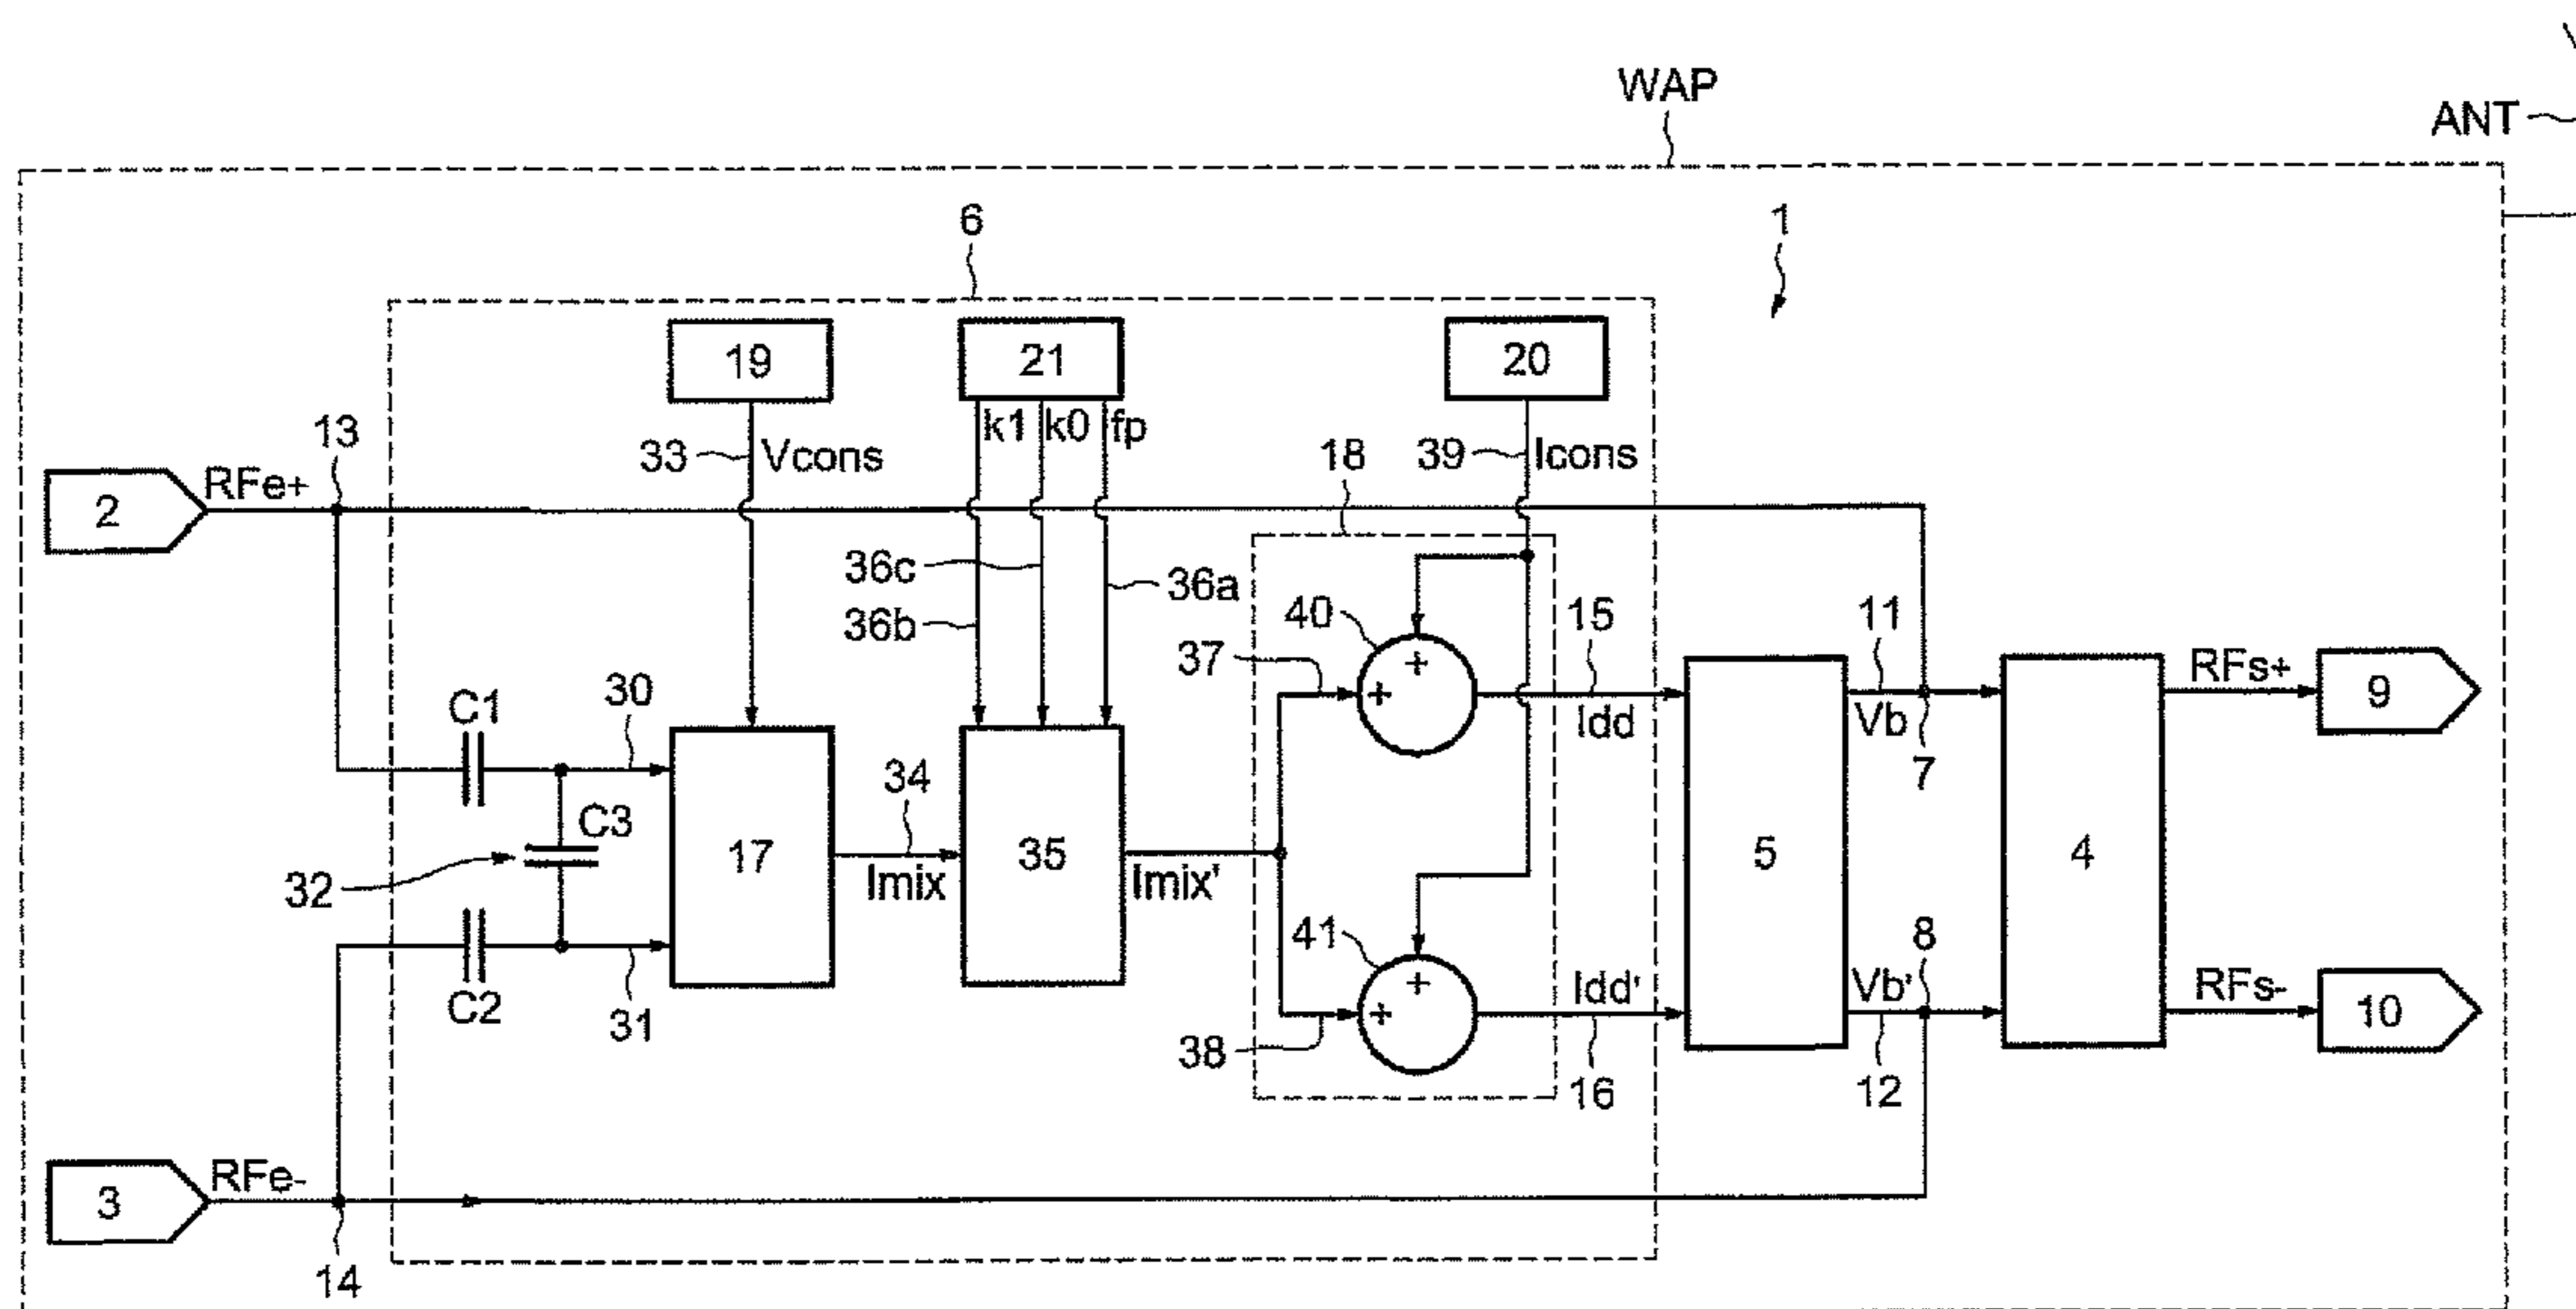 WAP
ANT
6
1
19
21
20
k1
k0
fp
13
33
Vcons
18
39
Icons
2
RFe+
36c
36a
36b
40
15
11
37
+
+
RFs+
9
C1
30
Idd
Vb
7
34
C3
17
35
5
4
32
Imix
Imix'
41
8
+
+
Idd'
Vb'
RFs-
10
C2
31
38
16
12
3
RFe-
14